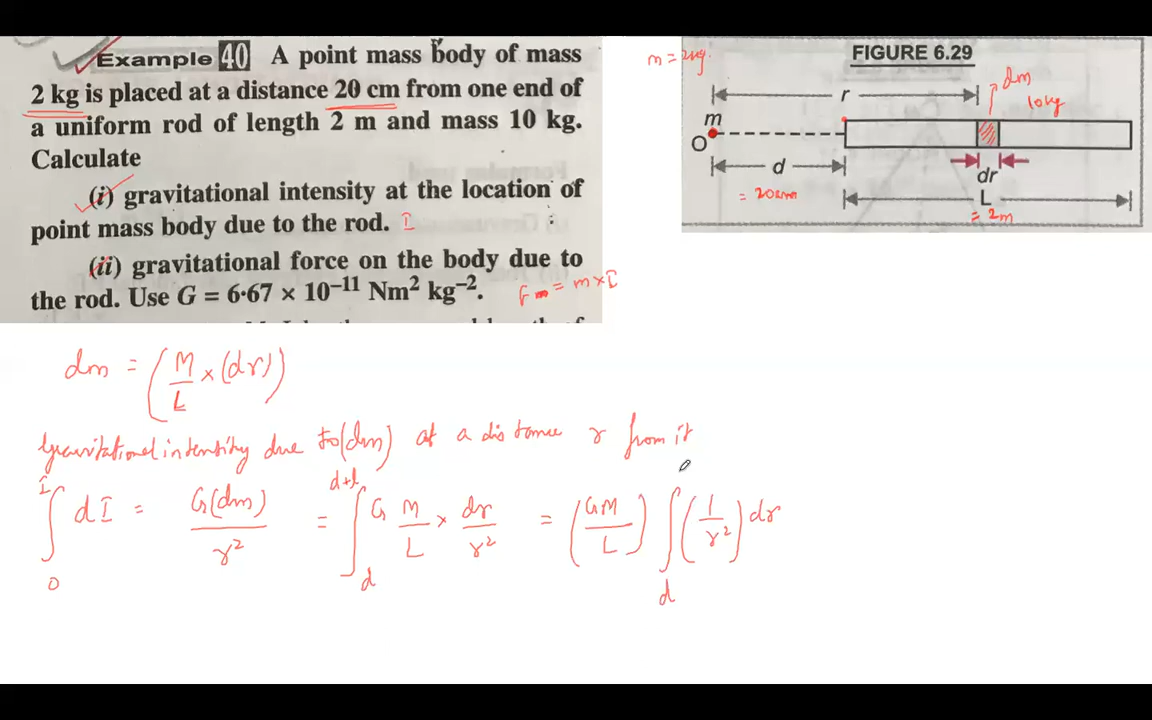 Example 40 A point mass body of mass
2 kg is placed at a distance 20 cm from one end of
a uniform rod of length 2 m and mass 10 kg.
Calculate
(i) gravitational intensity at the location of
point mass body due to the rod. I
(ii) gravitational force on the body due to
the rod. Use G = 6·67 × 10⁻¹¹ Nm² kg⁻².
F m = m × I
m = 2kg.
FIGURE 6.29
dm
10kg
r
m
O
d
= 20cm
dr
L
= 2m
dm = (M/L × (dr))
gravitational intensity due to (dm) at a distance r from it
∫₀ᴵ dI = G(dm)/r² = ∫_d^{d+L} G M/L × dr/r² = (GM/L) ∫_d (1/r²) dr